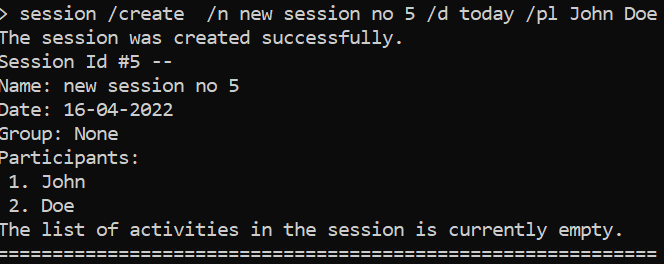 > session /create  /n new session no 5 /d today /pl John Doe
The session was created successfully.
Session Id #5 --
Name: new session no 5
Date: 16-04-2022
Group: None
Participants:
 1. John
 2. Doe
The list of activities in the session is currently empty.
=============================================================